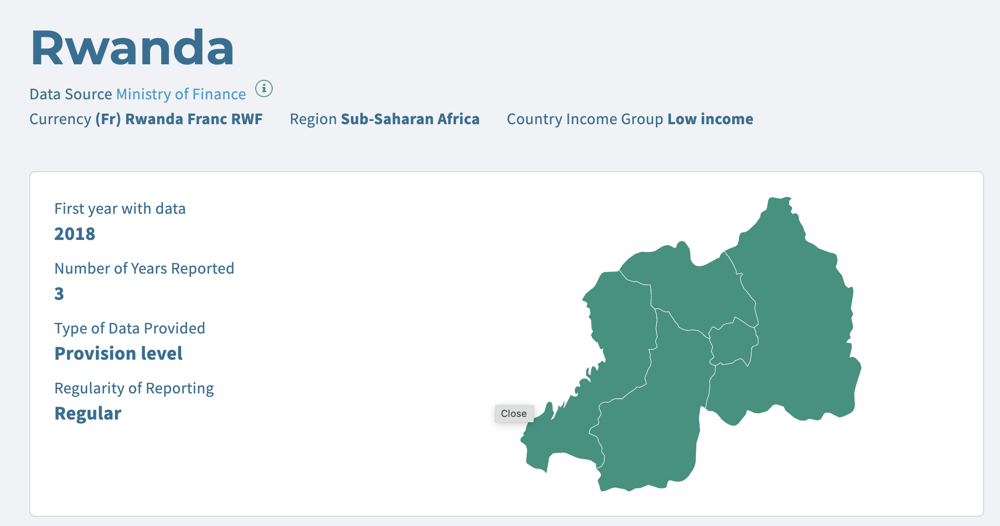 Rwanda
Data Source Ministry of Finance i
Currency (Fr) Rwanda Franc RWF Region Sub-Saharan Africa Country Income Group Low income
First year with data
2018
Number of Years Reported
3
Type of Data Provided
Provision level
Regularity of Reporting
Regular
Close